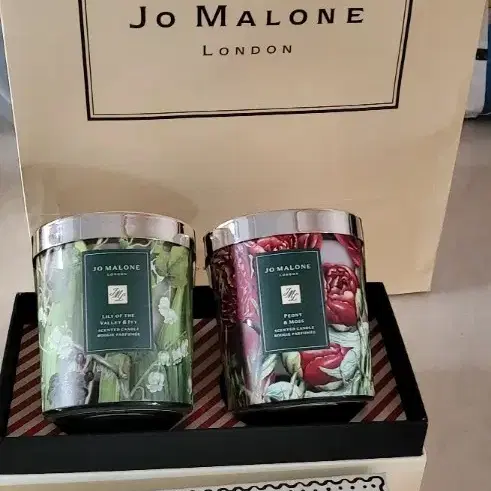 JO MALONE
LONDON
JO MALONE
LONDON
LILY OF THE
VALLEY & IVY
SCENTED CANDLE
BOUGIE PARFUMÉE
JO MALONE
LONDON
PEONY
& MOSS
SCENTED CANDLE
BOUGIE PARFUMÉE